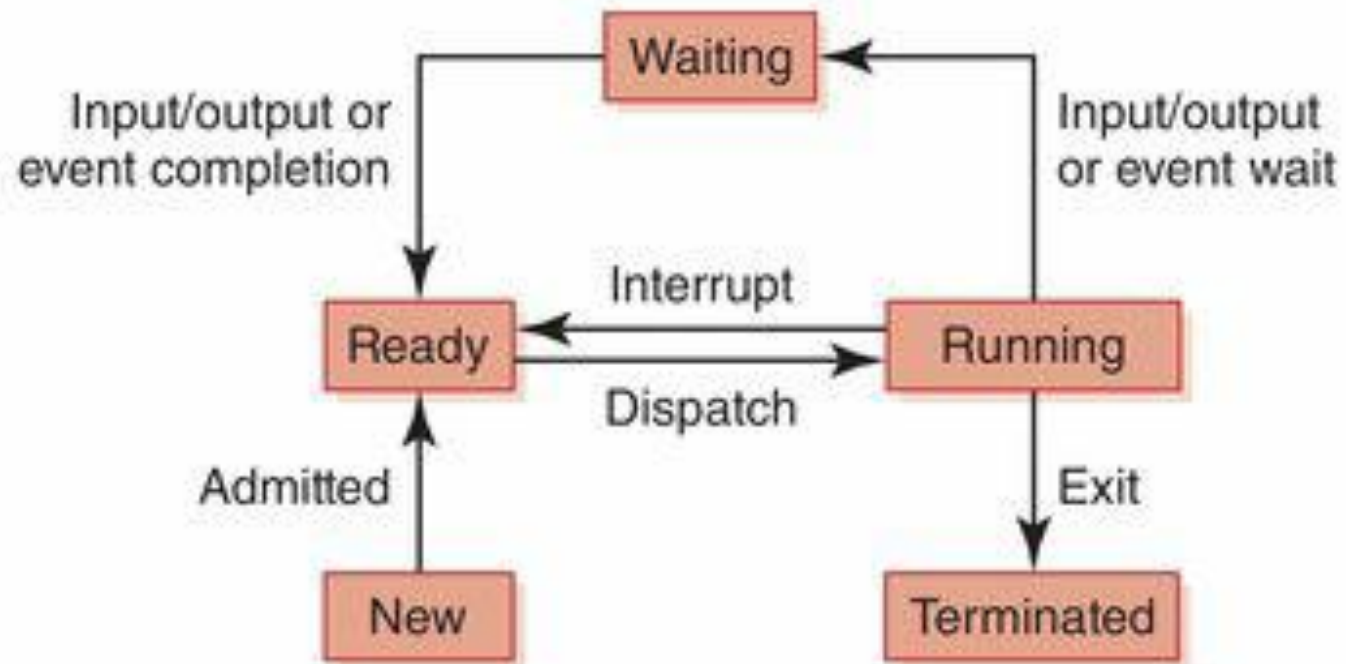 Waiting
Input/output or
event completion
Input/output
or event wait
Interrupt
Ready
Running
Dispatch
Admitted
Exit
New
Terminated